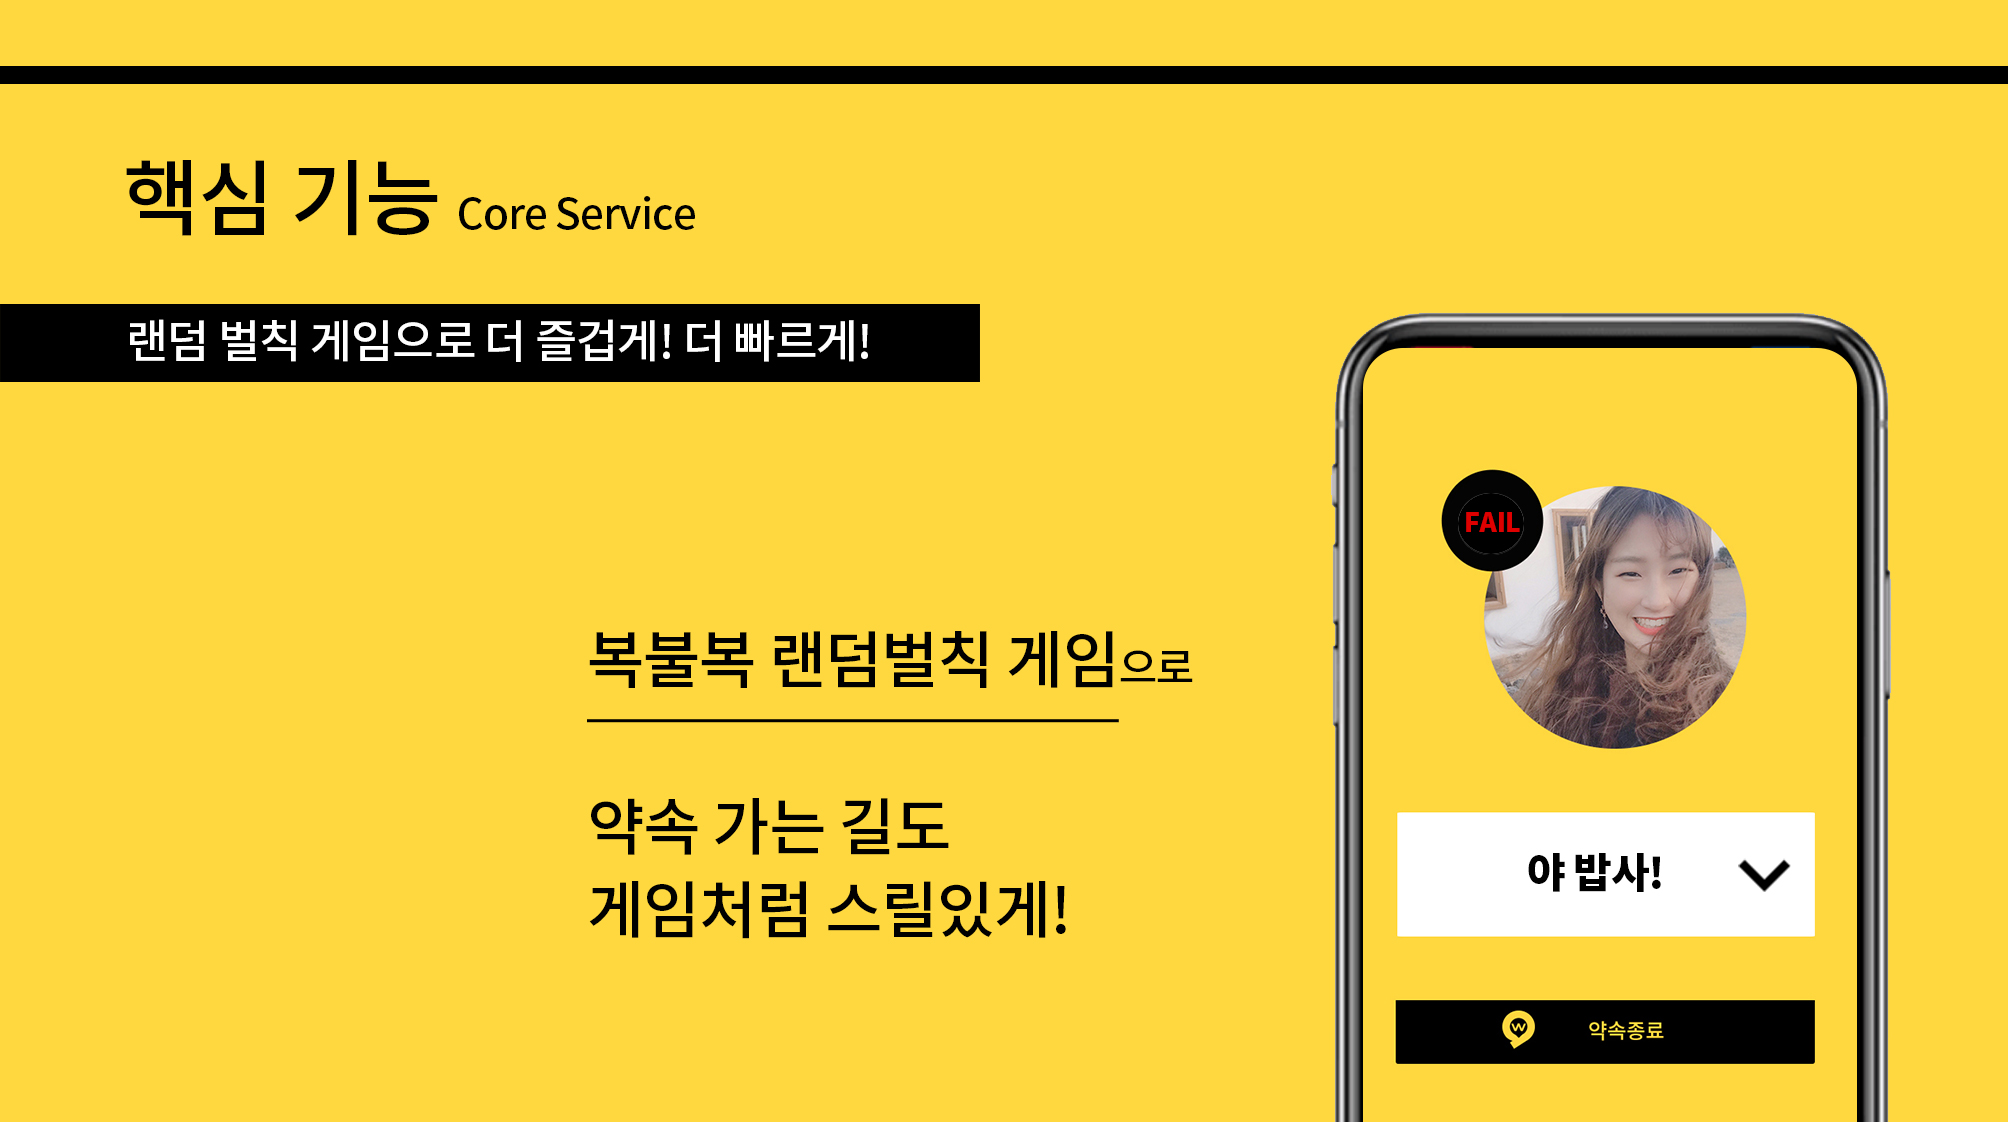 핵심 기능 Core Service
랜덤 벌칙 게임으로 더 즐겁게! 더 빠르게!
복불복 랜덤벌칙 게임으로
약속 가는 길도
게임처럼 스릴있게!
FAIL
야 밥사!
W
약속종료